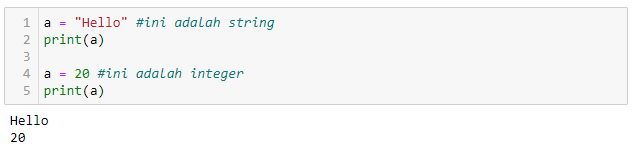 1 a = "Hello" #ini adalah string
2 print(a)
3
4 a = 20 #ini adalah integer
5 print(a)
Hello
20